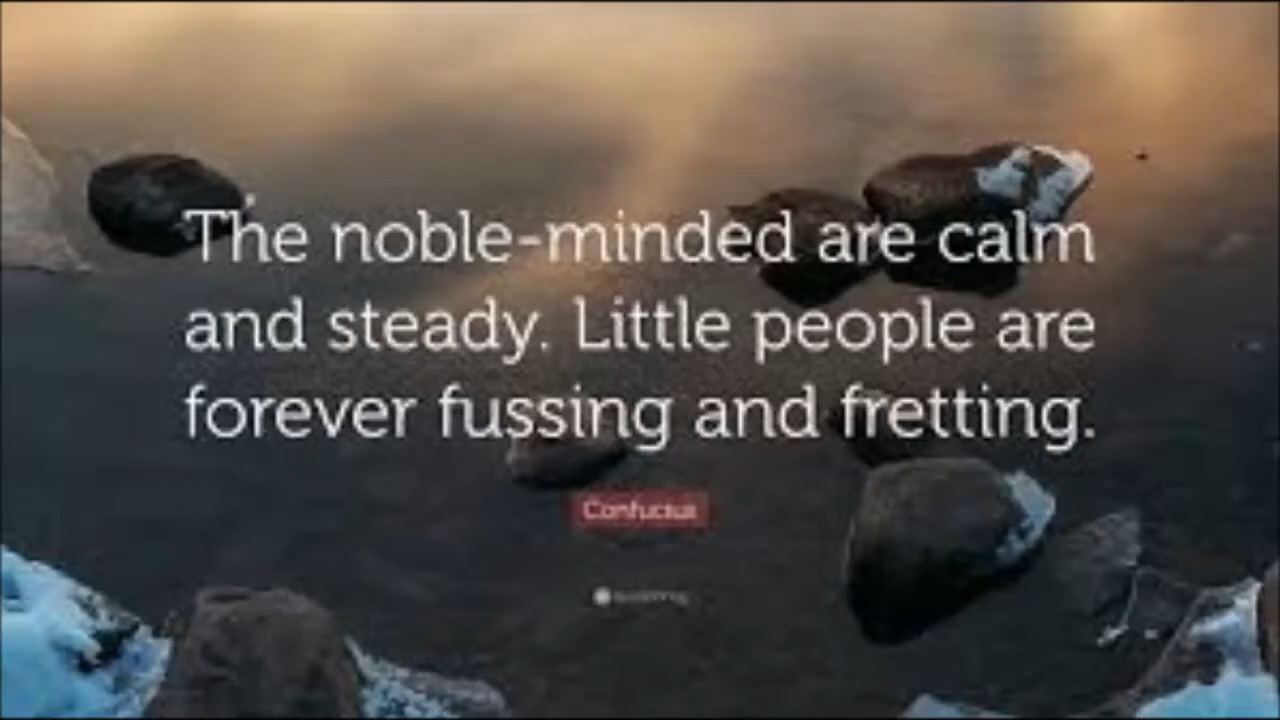 The noble-minded are calm
and steady. Little people are
forever fussing and fretting.
Confucius